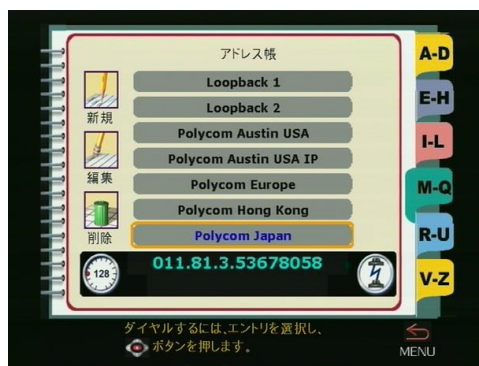 アドレス帳
A-D
Loopback 1
Loopback 2
新規
E-H
Polycom Austin USA
I-L
Polycom Austin USA IP
編集
Polycom Europe
M-Q
Polycom Hong Kong
削除
Polycom Japan
R-U
128
011.81.3.53678058
V-Z
ダイヤルするには、エントリを選択し、
ボタンを押します。
MENU